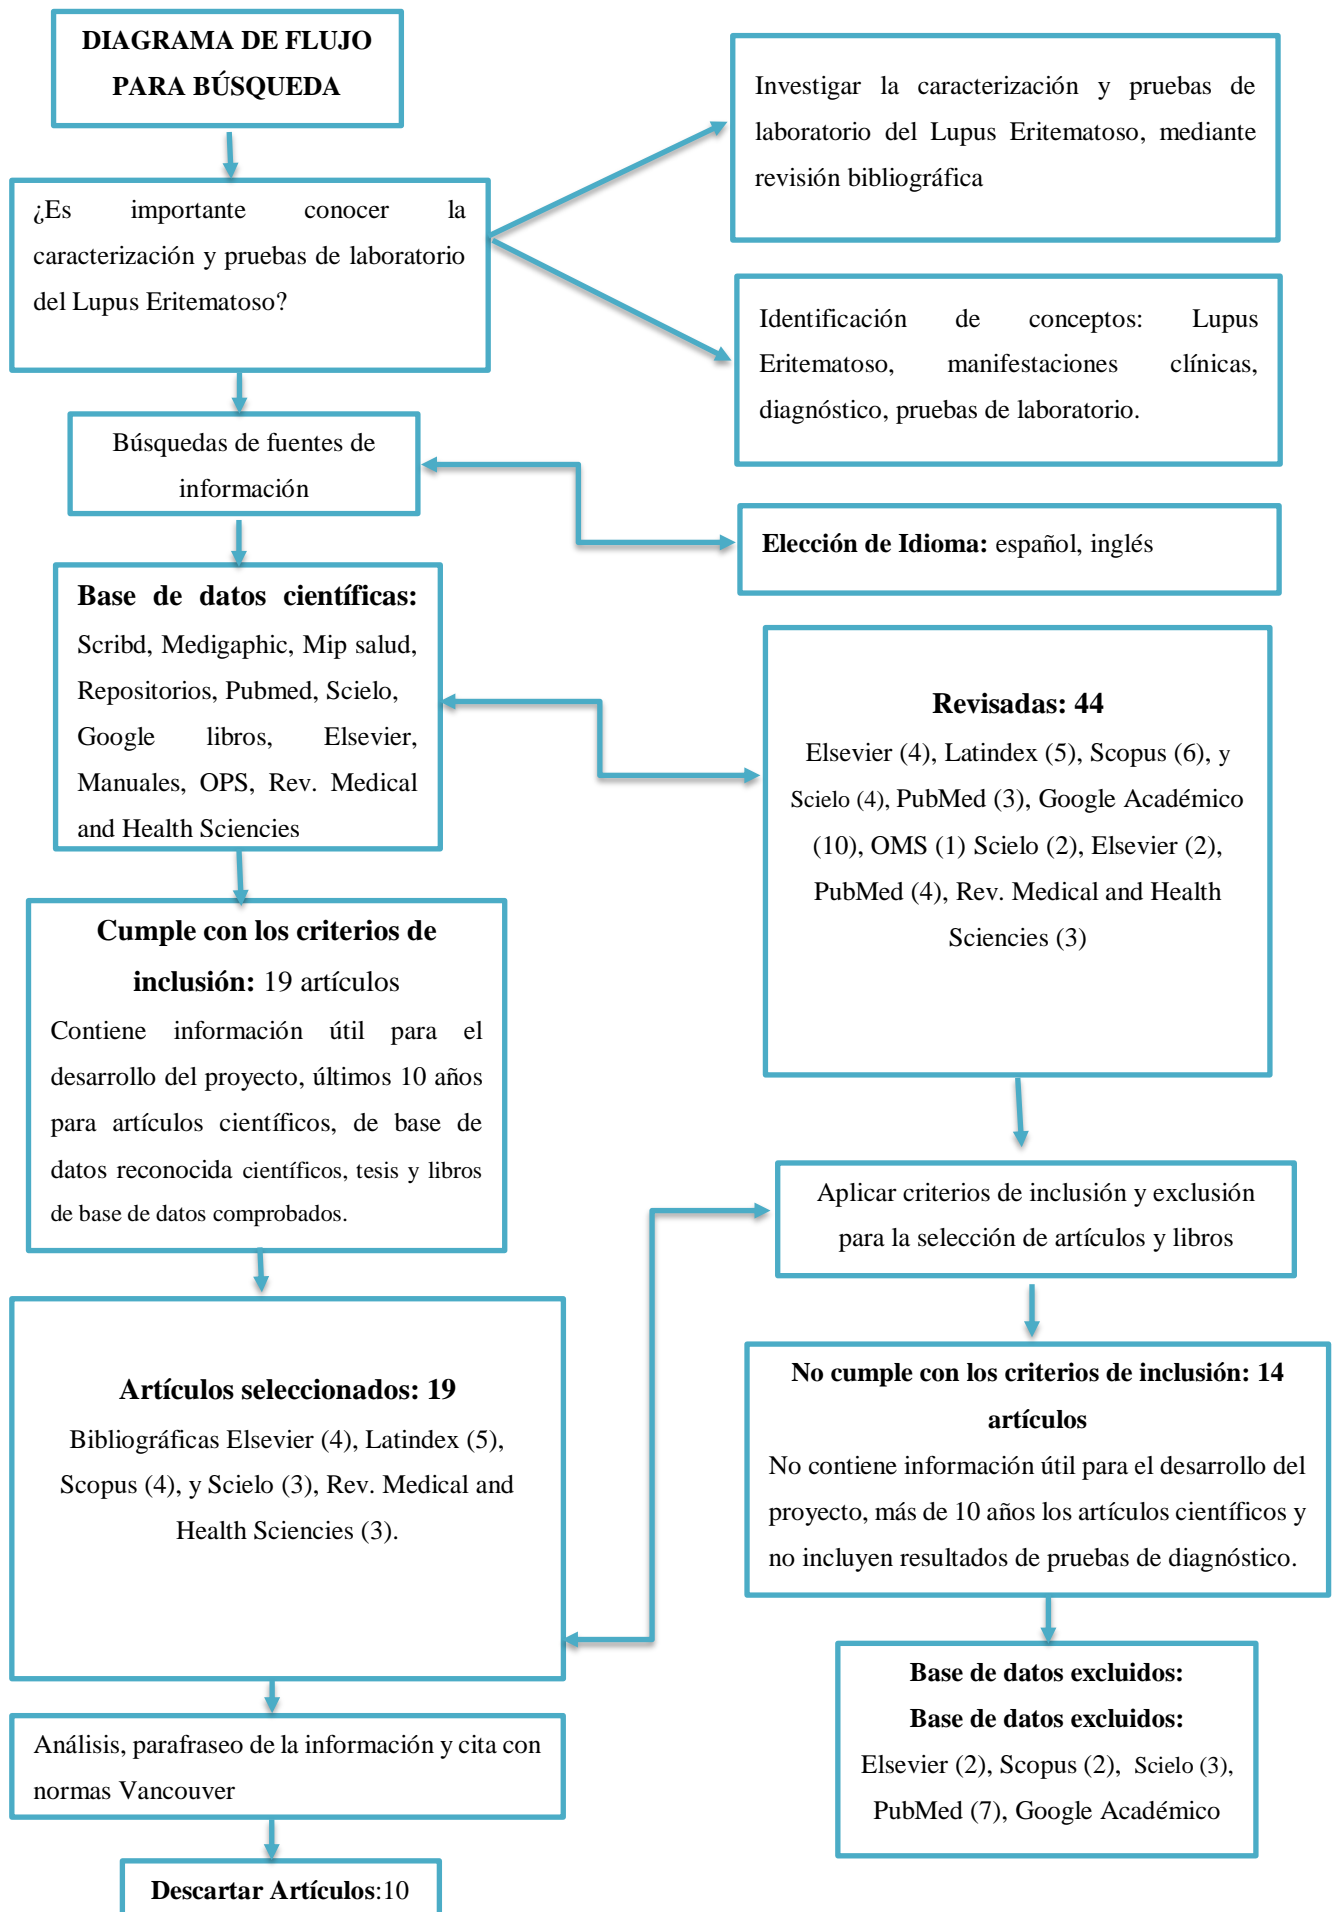 DIAGRAMA DE FLUJO
PARA BÚSQUEDA
Investigar la caracterización y pruebas de
laboratorio del Lupus Eritematoso, mediante
revisión bibliográfica
¿Es importante conocer la
caracterización y pruebas de laboratorio
del Lupus Eritematoso?
Identificación de conceptos: Lupus
Eritematoso, manifestaciones clínicas,
diagnóstico, pruebas de laboratorio.
Búsquedas de fuentes de
información
Elección de Idioma: español, inglés
Base de datos científicas:
Scribd, Medigaphic, Mip salud,
Repositorios, Pubmed, Scielo,
Google libros, Elsevier,
Manuales, OPS, Rev. Medical
and Health Sciencies
Revisadas: 44
Elsevier (4), Latindex (5), Scopus (6), y
Scielo (4), PubMed (3), Google Académico
(10), OMS (1) Scielo (2), Elsevier (2),
PubMed (4), Rev. Medical and Health
Sciencies (3)
Cumple con los criterios de
inclusión: 19 artículos
Contiene información útil para el
desarrollo del proyecto, últimos 10 años
para artículos científicos, de base de
datos reconocida científicos, tesis y libros
de base de datos comprobados.
Aplicar criterios de inclusión y exclusión
para la selección de artículos y libros
Artículos seleccionados: 19
Bibliográficas Elsevier (4), Latindex (5),
Scopus (4), y Scielo (3), Rev. Medical and
Health Sciencies (3).
No cumple con los criterios de inclusión: 14
artículos
No contiene información útil para el desarrollo del
proyecto, más de 10 años los artículos científicos y
no incluyen resultados de pruebas de diagnóstico.
Base de datos excluidos:
Base de datos excluidos:
Elsevier (2), Scopus (2), Scielo (3),
PubMed (7), Google Académico
Análisis, parafraseo de la información y cita con
normas Vancouver
Descartar Artículos:10